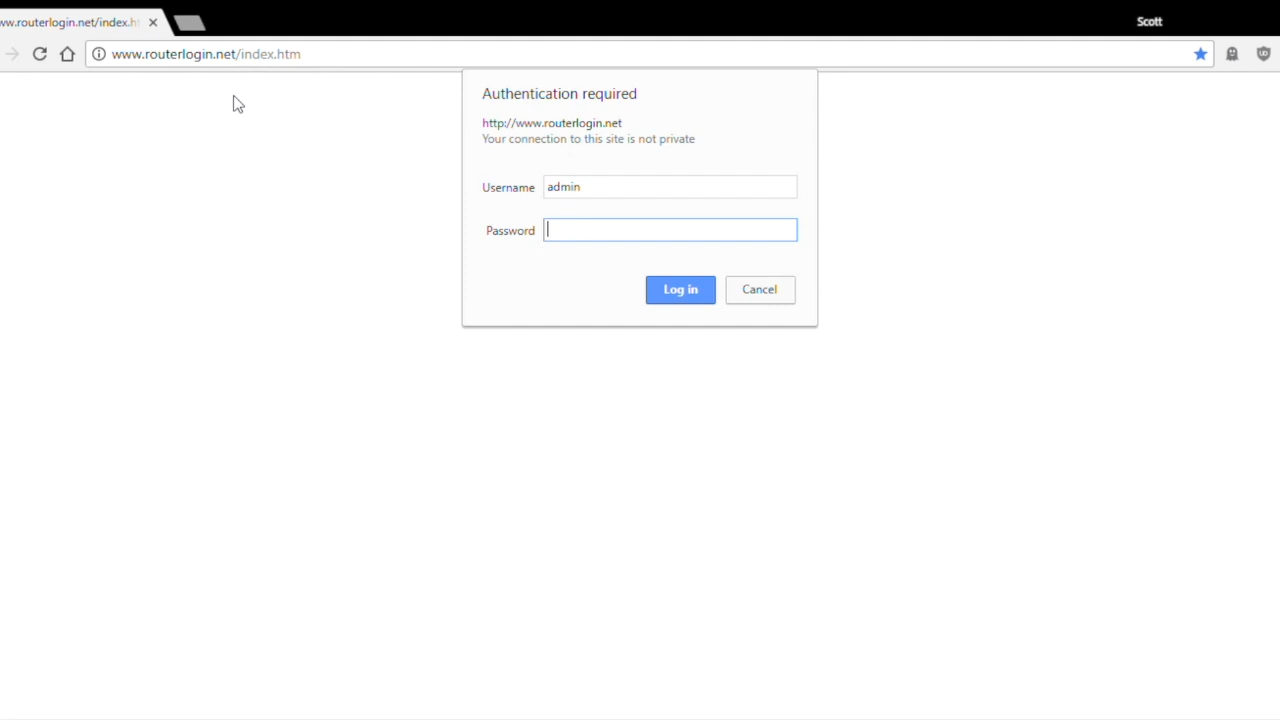 ww.routerlogin.net/index.ht
Scott
www.routerlogin.net/index.htm
Authentication required
http://www.routerlogin.net
Your connection to this site is not private
Username admin
Password
Log in Cancel